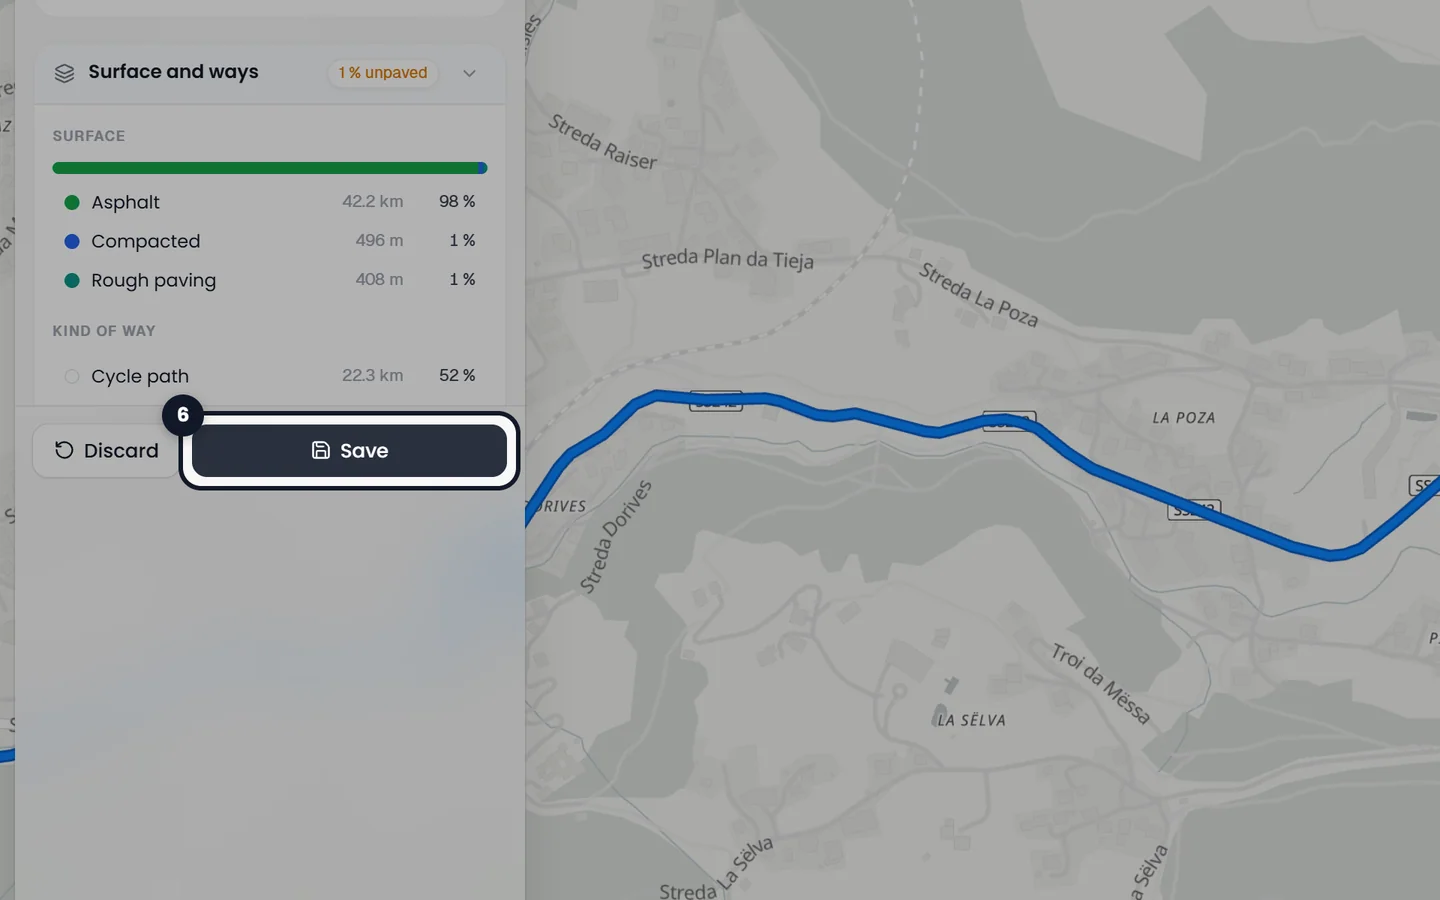 Surface and ways
1 % unpaved
SURFACE
Asphalt 42.2 km 98 %
Compacted 496 m 1 %
Rough paving 408 m 1 %
KIND OF WAY
Cycle path 22.3 km 52 %
6
Discard
Save
Streda Raiser
Streda Plan da Tieja
Streda La Poza
LA POZA
Streda Dorives
Troi da Mëssa
LA SËLVA
Streda La Sëlva